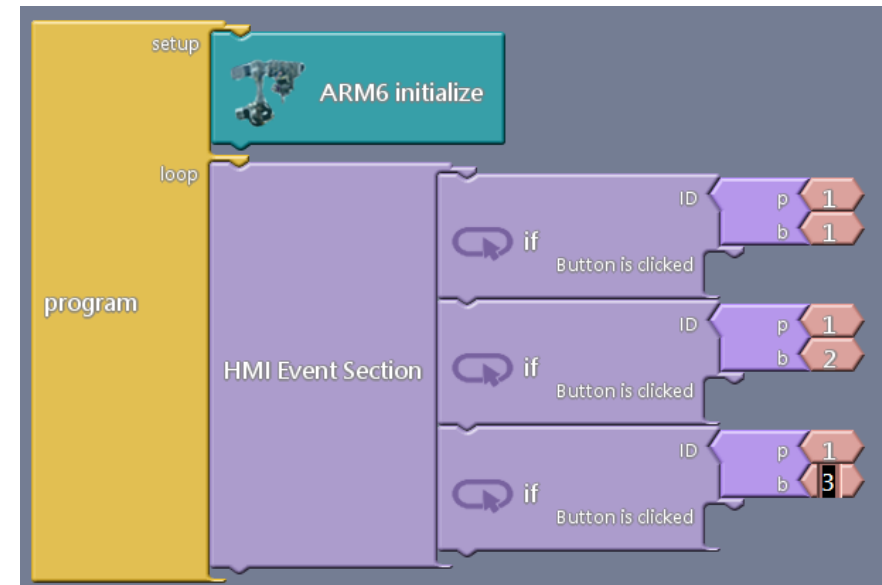 setup
ARM6 initialize
loop
program
HMI Event Section
ID p 1
b 1
if
Button is clicked
ID p 1
b 2
if
Button is clicked
ID p 1
b 3
if
Button is clicked